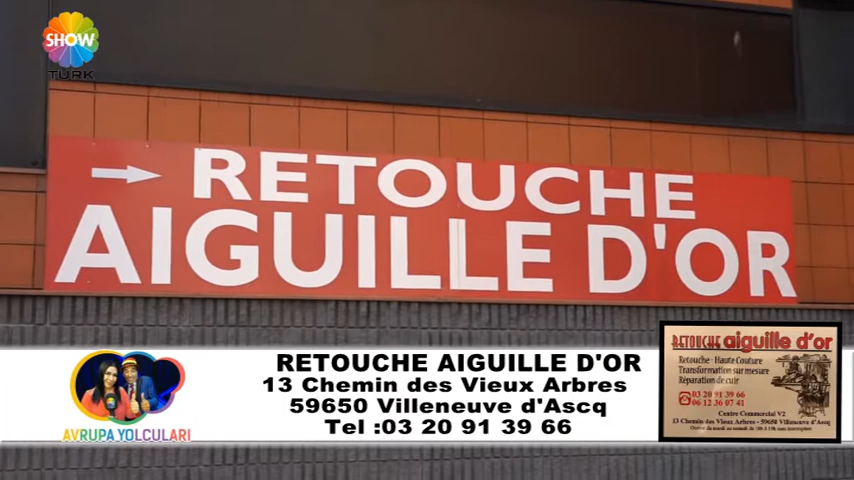 SHOW
TURK
→ RETOUCHE
AIGUILLE D'OR
AVRUPA YOLCULARI
RETOUCHE AIGUILLE D'OR
13 Chemin des Vieux Arbres
59650 Villeneuve d'Ascq
Tel :03 20 91 39 66
RETOUCHE aiguille d'or
Retouche - Haute Couture
Transformation sur mesure
Réparation de cuir
03 20 91 39 66
06 12 36 97 41
Centre Commercial V2
13 Chemin des Vieux Arbres - 59650 Villeneuve d'Ascq